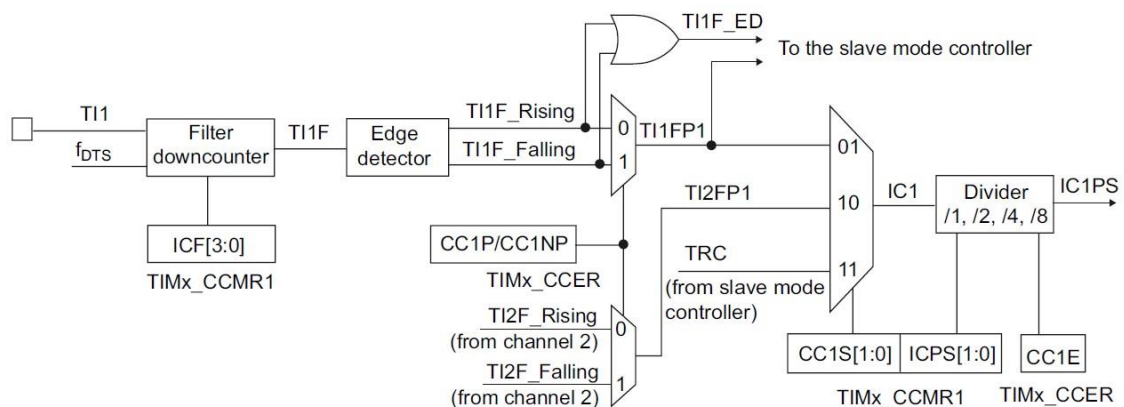 TI1F_ED
To the slave mode controller
TI1
Filter
downcounter
fDTS
TI1F
Edge
detector
TI1F_Rising
TI1F_Falling
0
1
TI1FP1
01
10
11
TI2FP1
IC1
Divider
/1, /2, /4, /8
IC1PS
ICF[3:0]
TIMx_CCMR1
CC1P/CC1NP
TIMx_CCER
TRC
(from slave mode
controller)
TI2F_Rising
(from channel 2)
TI2F_Falling
(from channel 2)
0
1
CC1S[1:0]
ICPS[1:0]
TIMx_CCMR1
CC1E
TIMx_CCER